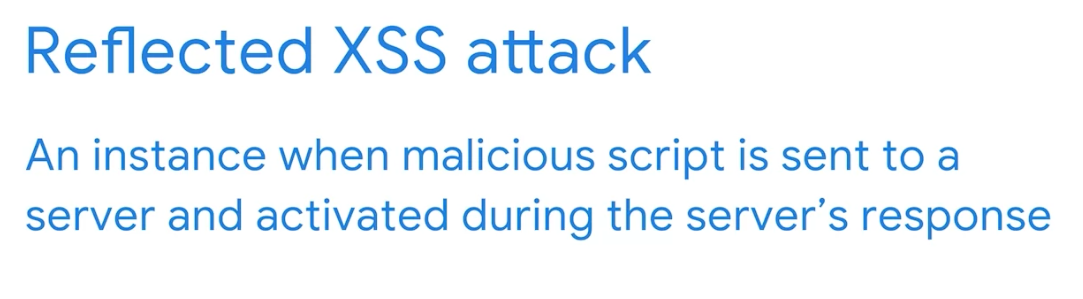 Reflected XSS attack
An instance when malicious script is sent to a
server and activated during the server’s response